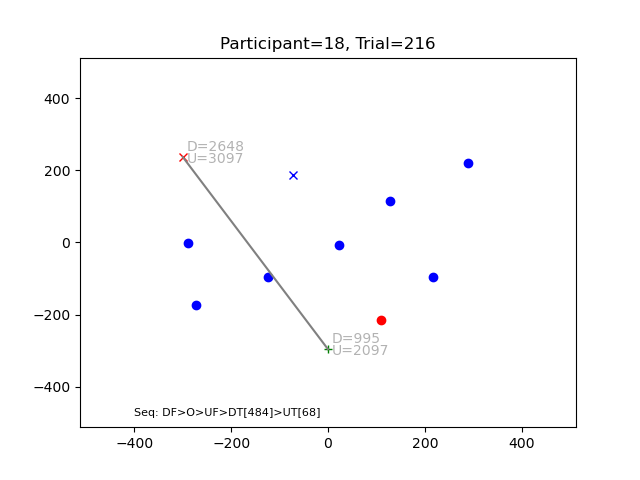 Participant=18, Trial=216
400
200
0
−200
−400
D=2648
U=3097
D=995
U=2097
Seq: DF>O>UF>DT[484]>UT[68]
−400
−200
0
200
400